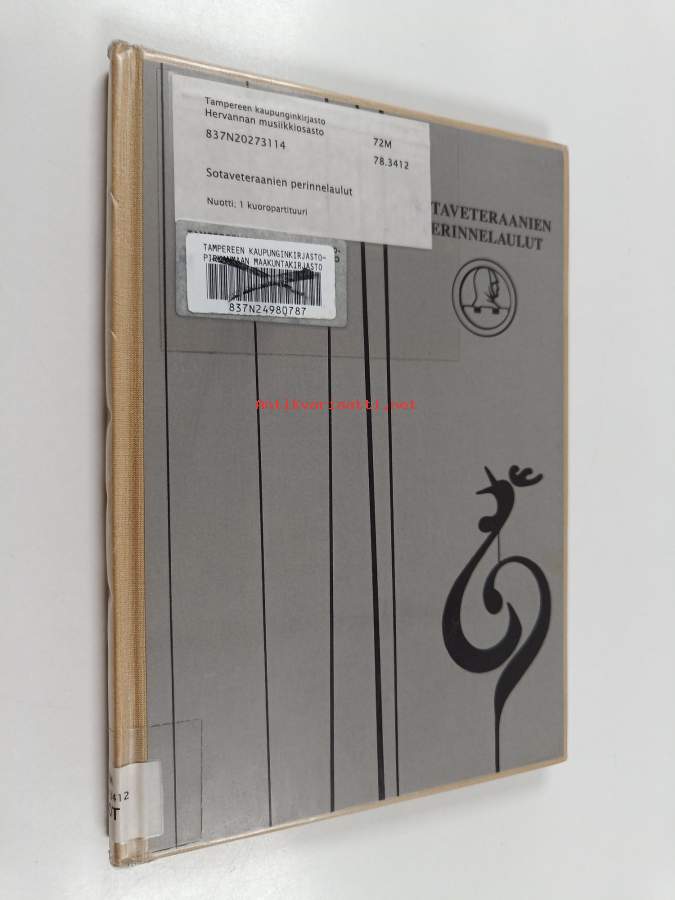 Tampereen kaupunginkirjasto
Hervannan musiikkiosasto
837N20273114
72M
78.3412
Sotaveteraanien perinnelaulut
Nuotti; 1 kuoropartituuri
TAVETERAANIEN
ERINNELAULUT
TAMPEREEN KAUPUNGINKIRJASTO-
PIRKANMAAN MAAKUNTAKIRJASTO
837N24980787
Antikvariaatti.net
3412